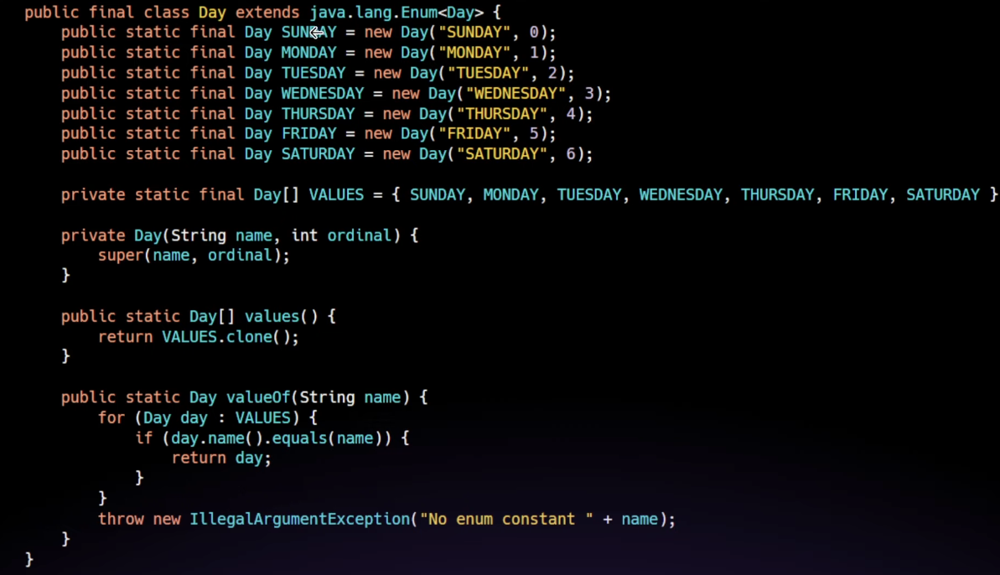 public final class Day extends java.lang.Enum<Day> {
    public static final Day SUNDAY = new Day("SUNDAY", 0);
    public static final Day MONDAY = new Day("MONDAY", 1);
    public static final Day TUESDAY = new Day("TUESDAY", 2);
    public static final Day WEDNESDAY = new Day("WEDNESDAY", 3);
    public static final Day THURSDAY = new Day("THURSDAY", 4);
    public static final Day FRIDAY = new Day("FRIDAY", 5);
    public static final Day SATURDAY = new Day("SATURDAY", 6);

    private static final Day[] VALUES = { SUNDAY, MONDAY, TUESDAY, WEDNESDAY, THURSDAY, FRIDAY, SATURDAY }

    private Day(String name, int ordinal) {
        super(name, ordinal);
    }

    public static Day[] values() {
        return VALUES.clone();
    }

    public static Day valueOf(String name) {
        for (Day day : VALUES) {
            if (day.name().equals(name)) {
                return day;
            }
        }
        throw new IllegalArgumentException("No enum constant " + name);
    }
}